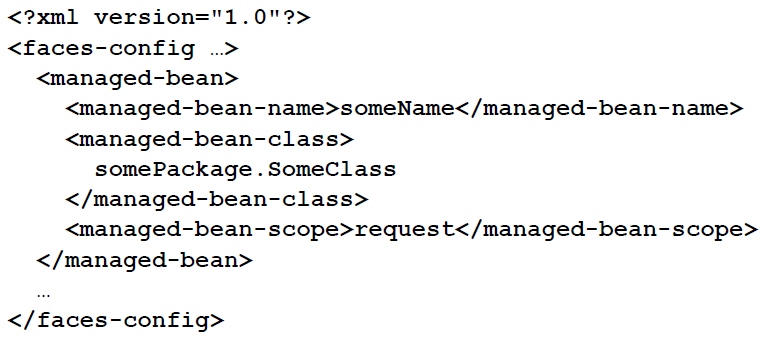 <?xml version="1.0"?>
<faces-config …>
<managed-bean>
<managed-bean-name>someName</managed-bean-name>
<managed-bean-class>
somePackage.SomeClass
</managed-bean-class>
<managed-bean-scope>request</managed-bean-scope>
</managed-bean>
…
</faces-config>